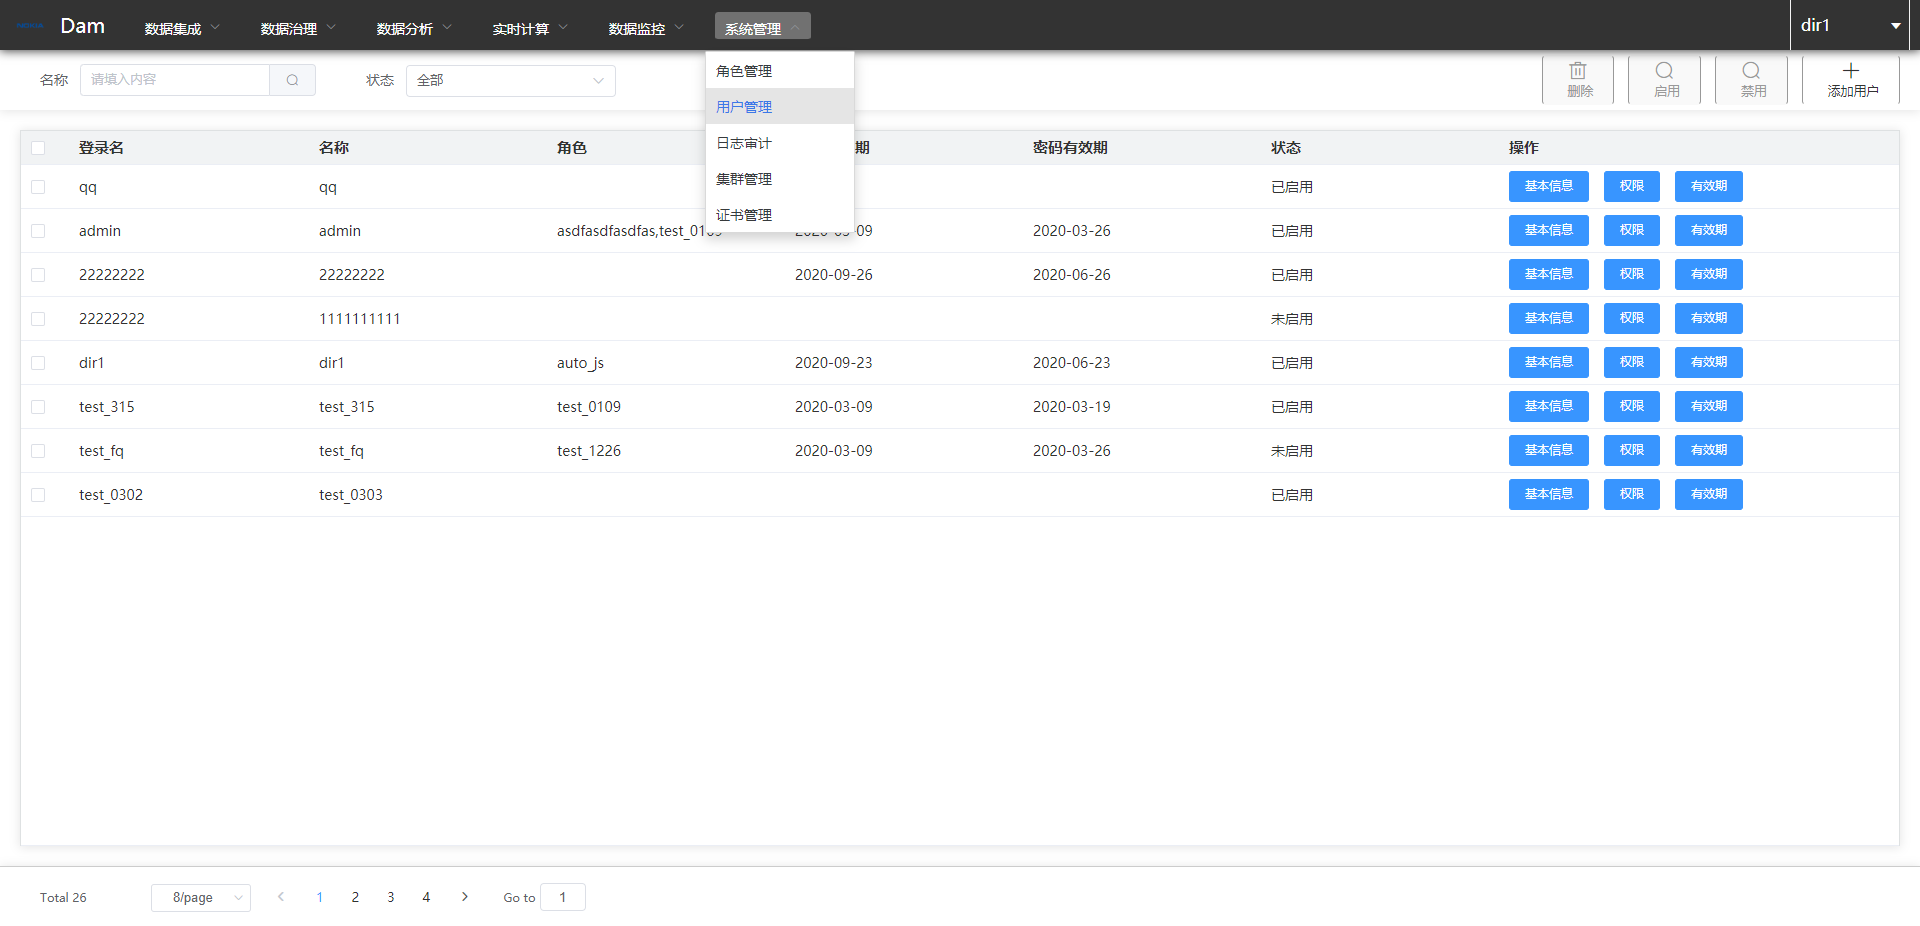 Dam 数据集成 数据治理 数据分析 实时计算 数据监控 系统管理 dir1
名称 请填入内容 状态 全部 删除 启用 禁用 添加用户
角色管理
用户管理
日志审计
集群管理
证书管理
登录名 名称 角色 期 密码有效期 状态 操作
qq qq 已启用 基本信息 权限 有效期
admin admin asdfasdfasdfas,test_0109 2020-03-09 2020-03-26 已启用 基本信息 权限 有效期
22222222 22222222 2020-09-26 2020-06-26 已启用 基本信息 权限 有效期
22222222 1111111111 未启用 基本信息 权限 有效期
dir1 dir1 auto_js 2020-09-23 2020-06-23 已启用 基本信息 权限 有效期
test_315 test_315 test_0109 2020-03-09 2020-03-19 已启用 基本信息 权限 有效期
test_fq test_fq test_1226 2020-03-09 2020-03-26 未启用 基本信息 权限 有效期
test_0302 test_0303 已启用 基本信息 权限 有效期
Total 26 8/page 1 2 3 4 Go to 1